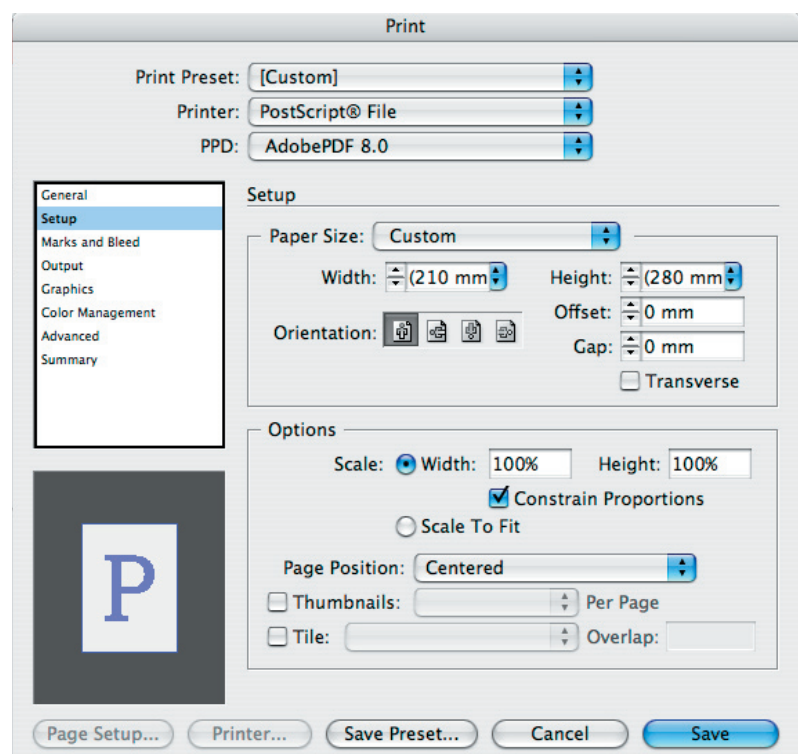 Print
Print Preset: [Custom]
Printer: PostScript® File
PPD: AdobePDF 8.0
General
Setup
Marks and Bleed
Output
Graphics
Color Management
Advanced
Summary
P
Setup
Paper Size: Custom
Width: (210 mm Height: (280 mm
Orientation: Offset: 0 mm
Gap: 0 mm
Transverse
Options
Scale: Width: 100% Height: 100%
Constrain Proportions
Scale To Fit
Page Position: Centered
Thumbnails: Per Page
Tile: Overlap:
Page Setup... Printer... Save Preset... Cancel Save